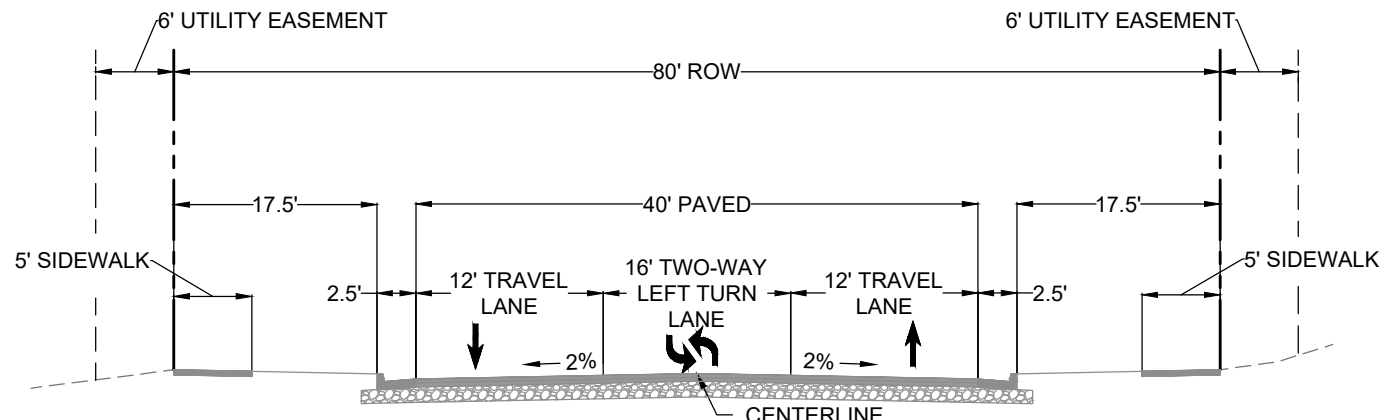 6' UTILITY EASEMENT
6' UTILITY EASEMENT
80' ROW
17.5'
40' PAVED
17.5'
5' SIDEWALK
5' SIDEWALK
2.5'
12' TRAVEL
LANE
16' TWO-WAY
LEFT TURN
LANE
12' TRAVEL
LANE
2.5'
2%
2%
CENTERLINE